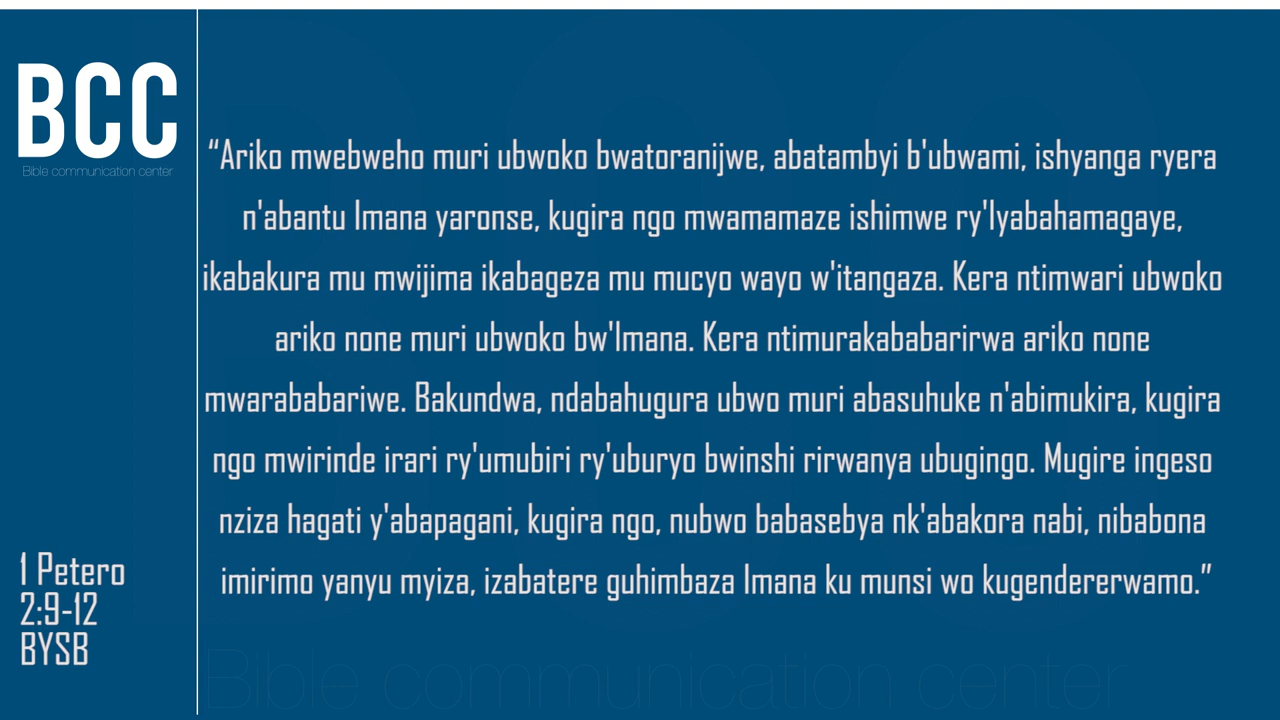 BCC
Bible communication center
“Ariko mwebweho muri ubwoko bwatoranijwe, abatambyi b'ubwami, ishyanga ryera
n'abantu Imana yaronse, kugira ngo mwamamaze ishimwe ry'Iyabahamagaye,
ikabakura mu mwijima ikabageza mu mucyo wayo w'itangaza. Kera ntimwari ubwoko
ariko none muri ubwoko bw'Imana. Kera ntimurakababarirwa ariko none
mwarababariwe. Bakundwa, ndabahugura ubwo muri abasuhuke n'abimukira, kugira
ngo mwirinde irari ry'umubiri ry'uburyo bwinshi rirwanya ubugingo. Mugire ingeso
nziza hagati y'abapagani, kugira ngo, nubwo babasebya nk'abakora nabi, nibabona
imirimo yanyu myiza, izabatere guhimbaza Imana ku munsi wo kugendererwamo.”
1 Petero
2:9-12
BYSB
Bible communication center